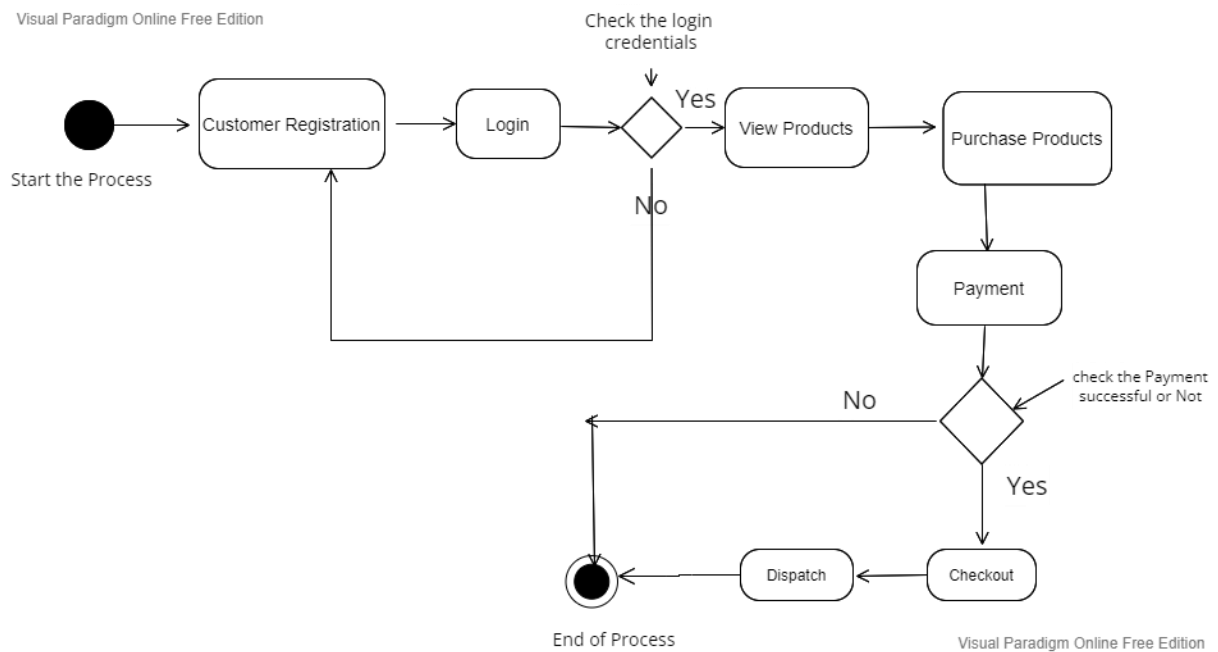 Visual Paradigm Online Free Edition
Check the login
credentials
Customer Registration
Login
Yes
View Products
Purchase Products
Start the Process
No
Payment
check the Payment
successful or Not
No
Yes
Dispatch
Checkout
End of Process
Visual Paradigm Online Free Edition